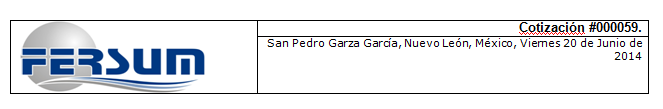 FERSUM
Cotización #000059.
San Pedro Garza García, Nuevo León, México, Viernes 20 de Junio de
2014